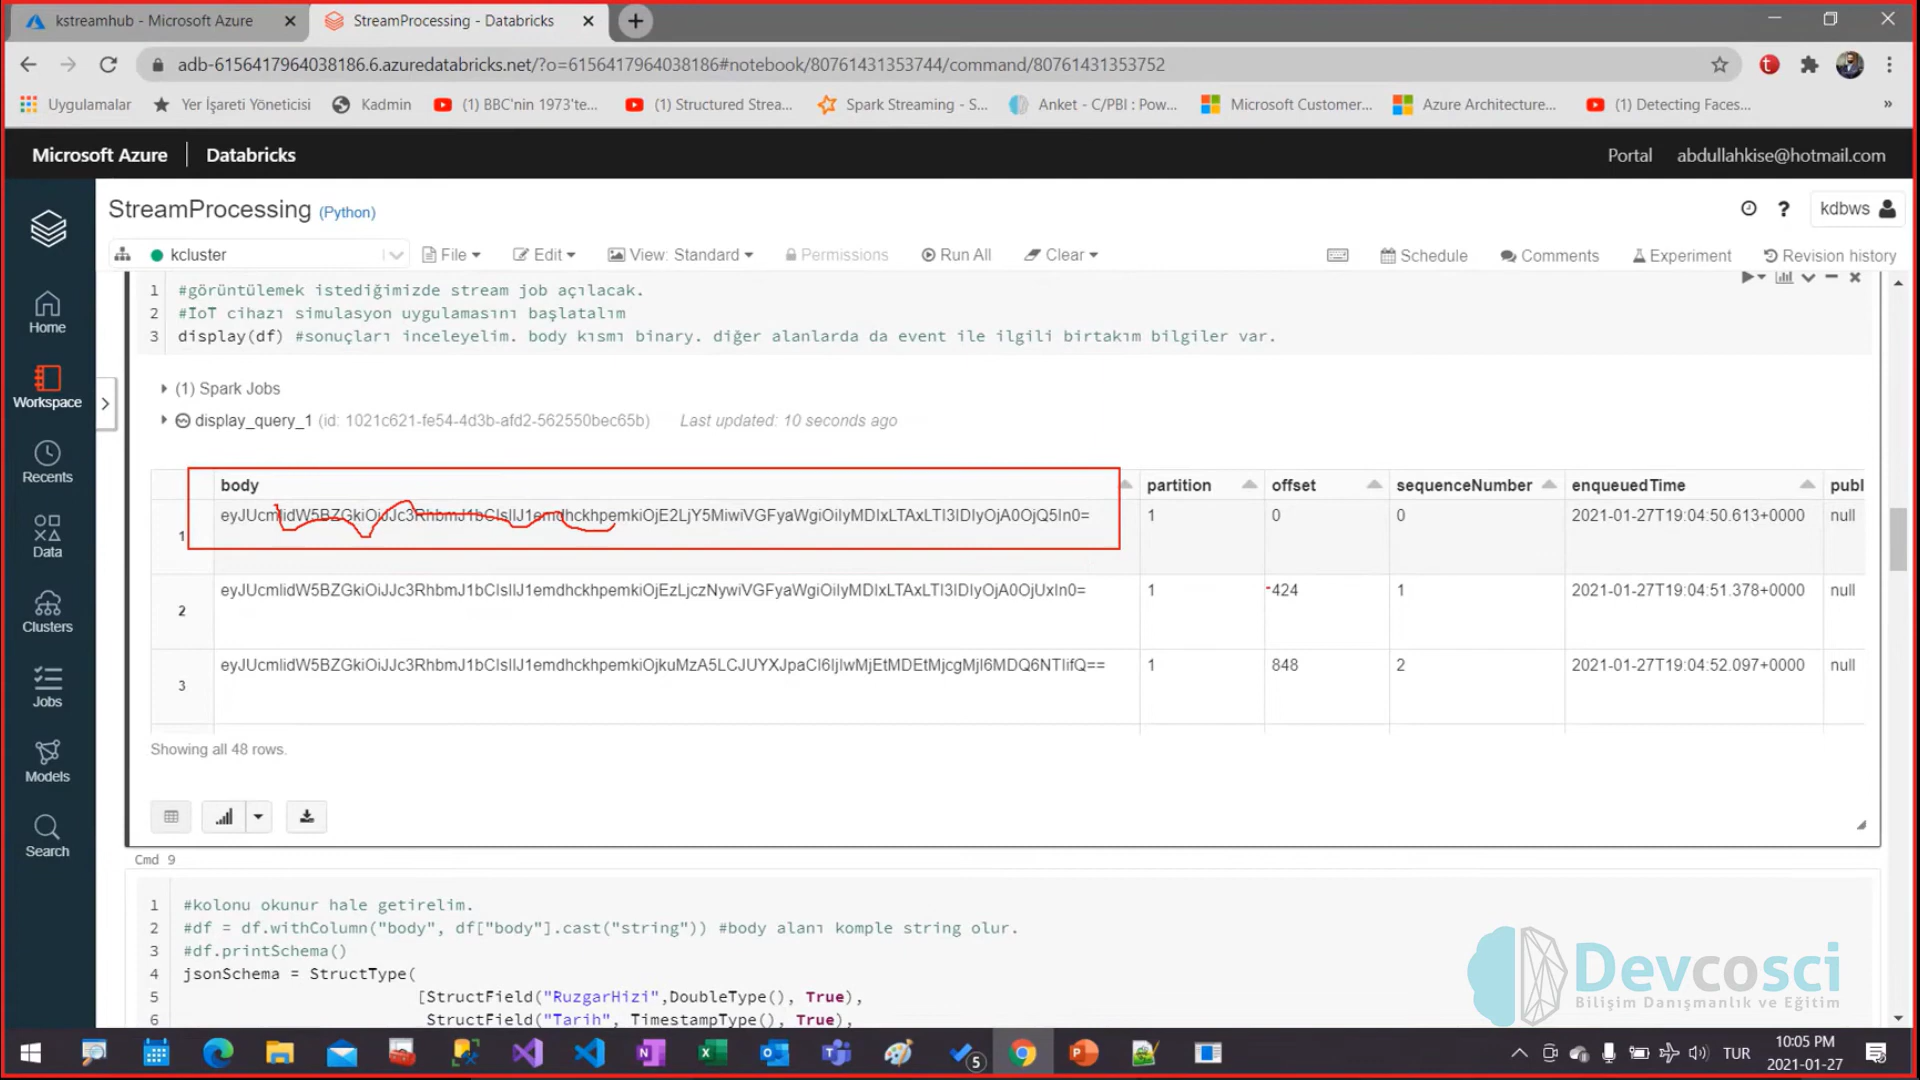 kstreamhub - Microsoft Azure
StreamProcessing - Databricks
adb-6156417964038186.6.azuredatabricks.net/?o=6156417964038186#notebook/80761431353744/command/80761431353752
Uygulamalar
Yer İşareti Yöneticisi
Kadmin
(1) BBC'nin 1973'te...
(1) Structured Strea...
Spark Streaming - S...
Anket - C/PBI : Pow...
Microsoft Customer...
Azure Architecture...
(1) Detecting Faces...
»
Microsoft Azure
Databricks
Portal
abdullahkise@hotmail.com
StreamProcessing (Python)
? kdbws
kcluster
File
Edit
View: Standard
Permissions
Run All
Clear
Schedule
Comments
Experiment
Revision history
Home
Workspace
Recents
Data
Clusters
Jobs
Models
Search
1 #görüntülemek istediğimizde stream job açılacak.
2 #IoT cihazı simulasyon uygulamasını başlatalım
3 display(df) #sonuçları inceleyelim. body kısmı binary. diğer alanlarda da event ile ilgili birtakım bilgiler var.
(1) Spark Jobs
display_query_1 (id: 1021c621-fe54-4d3b-afd2-562550bec65b) Last updated: 10 seconds ago
body partition offset sequenceNumber enqueuedTime publ
1 1 0 0 2021-01-27T19:04:50.613+0000 null
2 1 424 1 2021-01-27T19:04:51.378+0000 null
3 1 848 2 2021-01-27T19:04:52.097+0000 null
Showing all 48 rows.
Cmd 9
1 #kolonu okunur hale getirelim.
2 #df = df.withColumn("body", df["body"].cast("string")) #body alanı komple string olur.
3 #df.printSchema()
4 jsonSchema = StructType(
5 [StructField("RuzgarHizi",DoubleType(), True),
6 StructField("Tarih", TimestampType(), True),
Devcosci
Bilişim Danışmanlık ve Eğitim
5
TUR
10:05 PM
2021-01-27